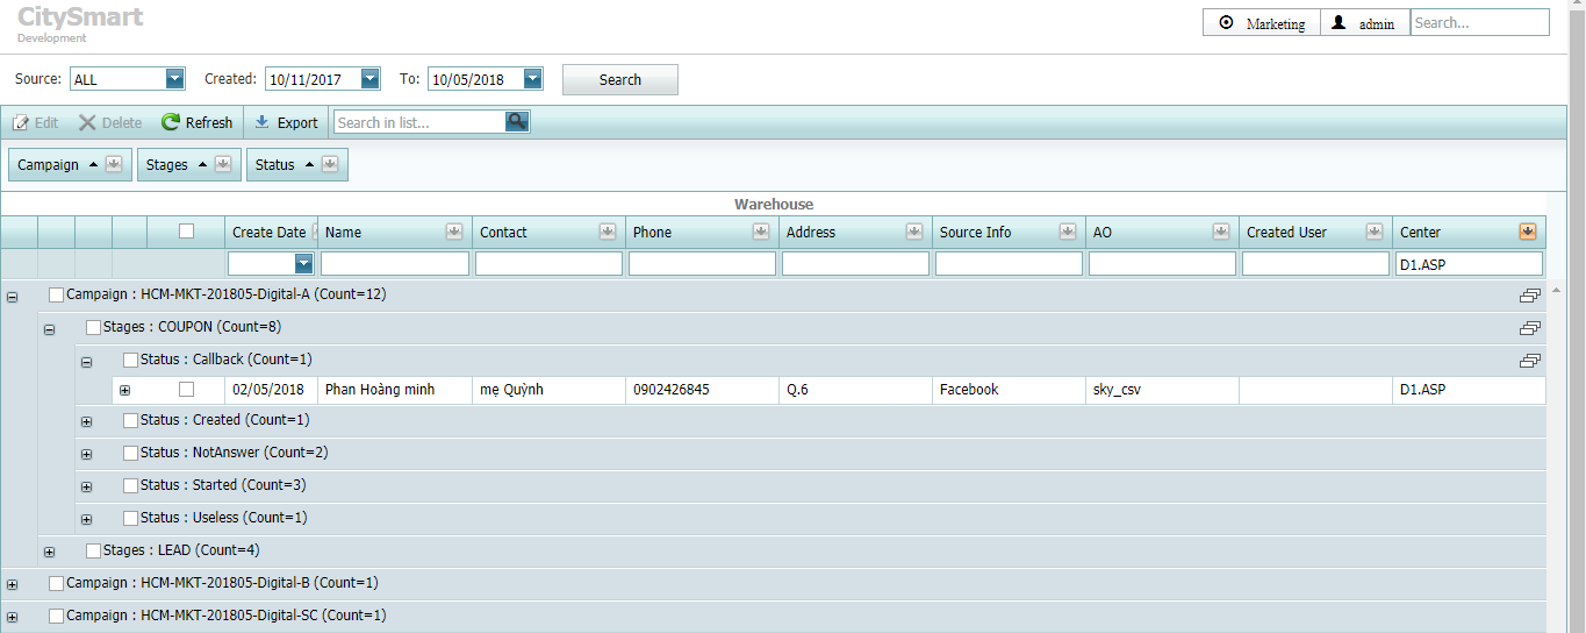 CitySmart
Development
Marketing admin Search...
Source: ALL Created: 10/11/2017 To: 10/05/2018 Search
Edit Delete Refresh Export Search in list...
Campaign Stages Status
Warehouse
Create Date Name Contact Phone Address Source Info AO Created User Center
D1.ASP
Campaign : HCM-MKT-201805-Digital-A (Count=12)
Stages : COUPON (Count=8)
Status : Callback (Count=1)
02/05/2018 Phan Hoàng minh mẹ Quỳnh 0902426845 Q.6 Facebook sky_csv D1.ASP
Status : Created (Count=1)
Status : NotAnswer (Count=2)
Status : Started (Count=3)
Status : Useless (Count=1)
Stages : LEAD (Count=4)
Campaign : HCM-MKT-201805-Digital-B (Count=1)
Campaign : HCM-MKT-201805-Digital-SC (Count=1)